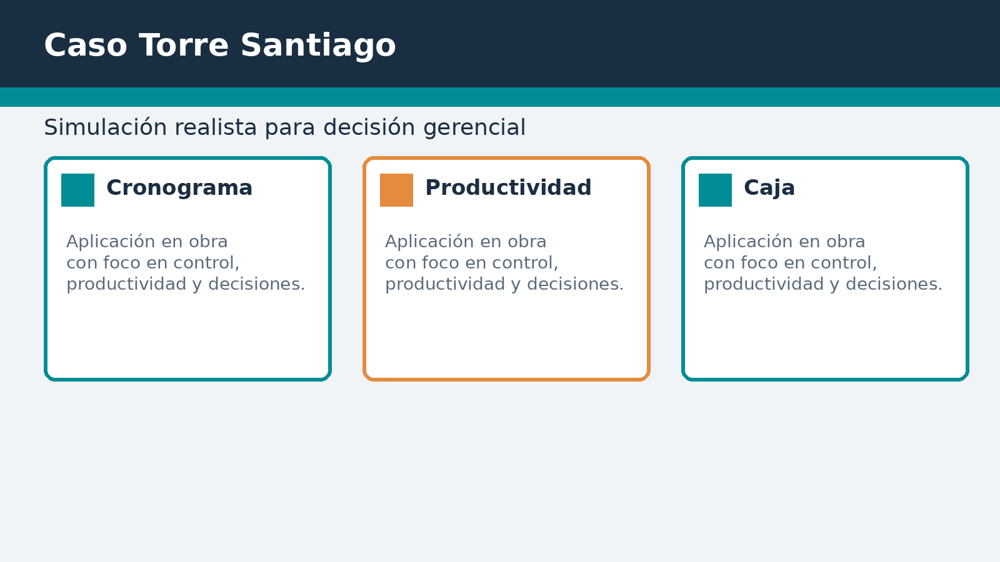 Caso Torre Santiago
Simulación realista para decisión gerencial
Cronograma
Aplicación en obra
con foco en control,
productividad y decisiones.
Productividad
Aplicación en obra
con foco en control,
productividad y decisiones.
Caja
Aplicación en obra
con foco en control,
productividad y decisiones.